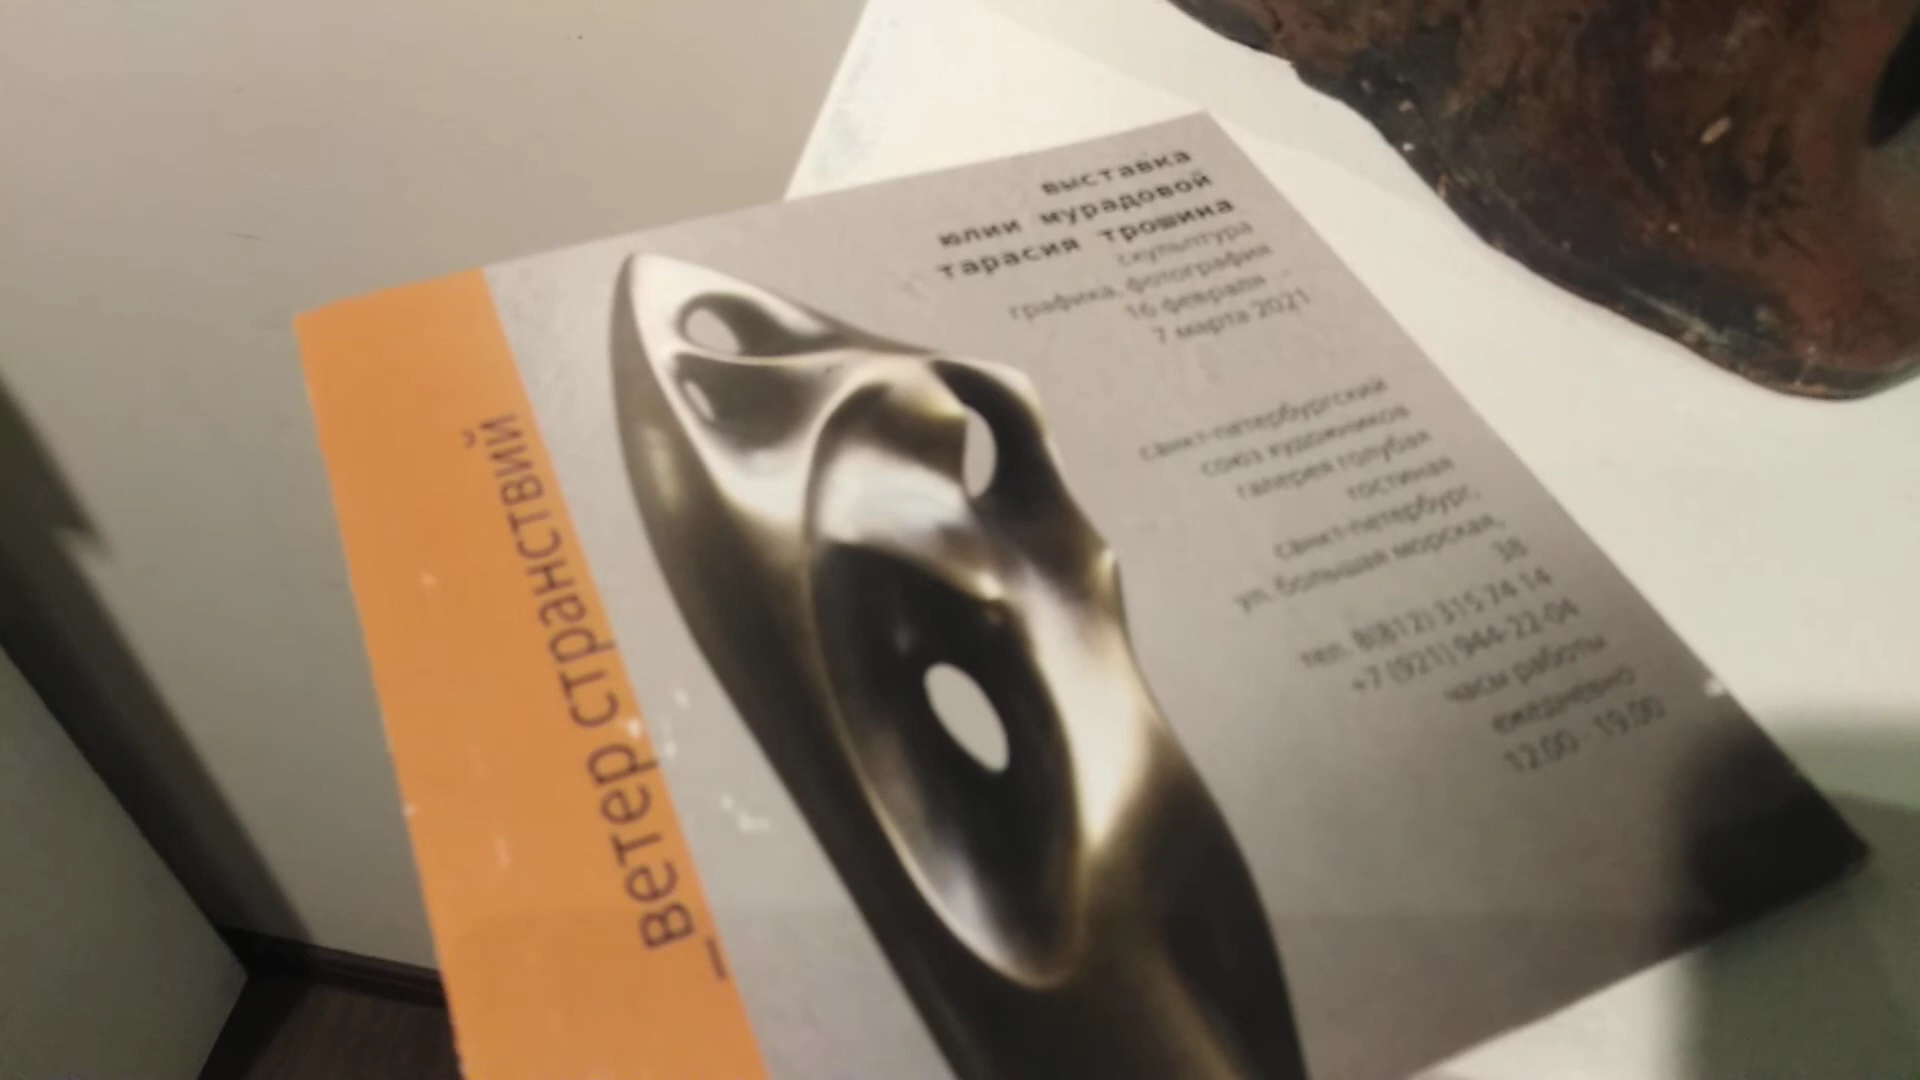 _Ветер странствий
выставка
юлии мурадовой
тарасия трошина
скульптура
графика, фотография
16 февраля
7 марта 2021
санкт-петербургский
союз художников
галерея голубая
гостиная
санкт-петербург,
ул. большая морская,
38
тел. 8(812) 315 74 14
+7 (921) 944-22-04
часы работы
ежедневно
12.00 - 19.00